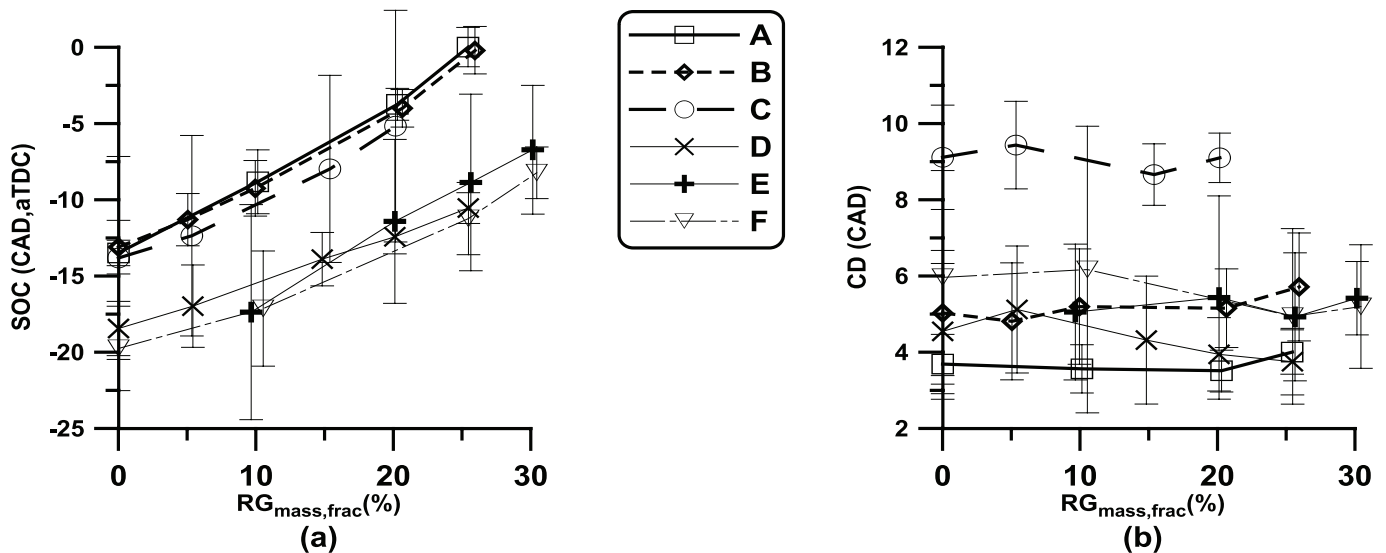 0
-5
-10
-15
-20
-25
SOC (CAD,aTDC)
0 10 20 30
RGmass,frac(%)
(a)
A
B
C
D
E
F
12
10
8
6
4
2
CD (CAD)
0 10 20 30
RGmass,frac(%)
(b)